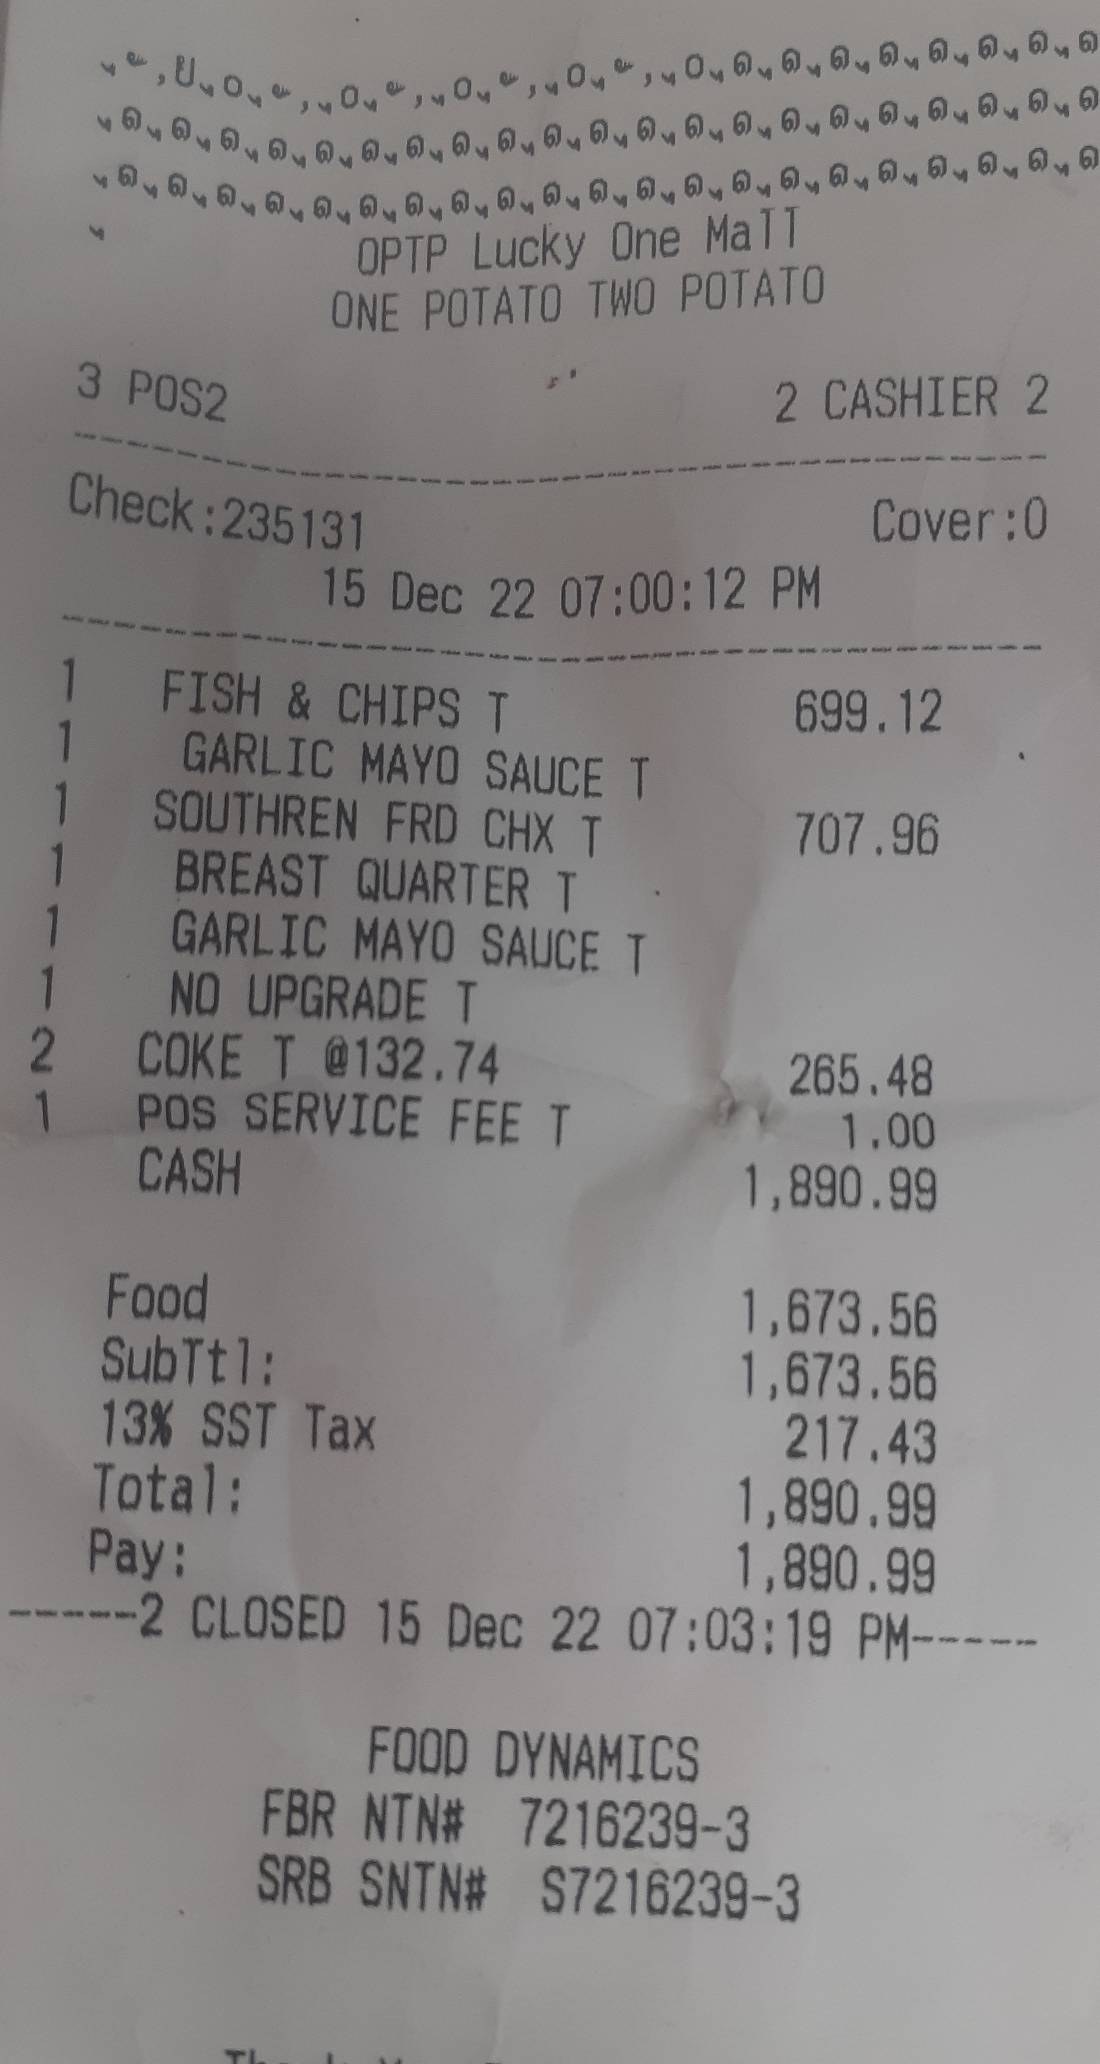 OPTP Lucky One Mall
ONE POTATO TWO POTATO
3 POS2 2 CASHIER 2
Check:235131 Cover:0
15 Dec 22 07:00:12 PM
1 FISH & CHIPS T 699.12
1 GARLIC MAYO SAUCE T
1 SOUTHREN FRD CHX T 707.96
1 BREAST QUARTER T
1 GARLIC MAYO SAUCE T
1 NO UPGRADE T
2 COKE T @132.74 265.48
1 POS SERVICE FEE T 1.00
CASH 1,890.99
Food 1,673.56
SubTtl: 1,673.56
13% SST Tax 217.43
Total: 1,890.99
Pay: 1,890.99
-----2 CLOSED 15 Dec 22 07:03:19 PM-----
FOOD DYNAMICS
FBR NTN# 7216239-3
SRB SNTN# S7216239-3